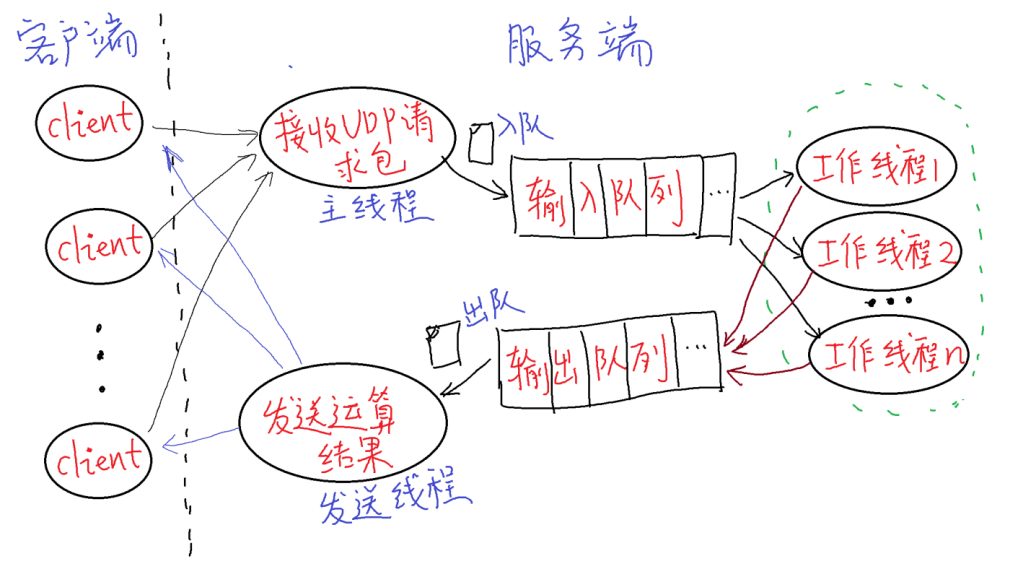 客户端
服务端
client
接收UDP请
求包
主线程
入队
输入队列...
工作线程1
client
工作线程2
...
出队
输出队列...
工作线程n
发送运算
结果
发送线程
client